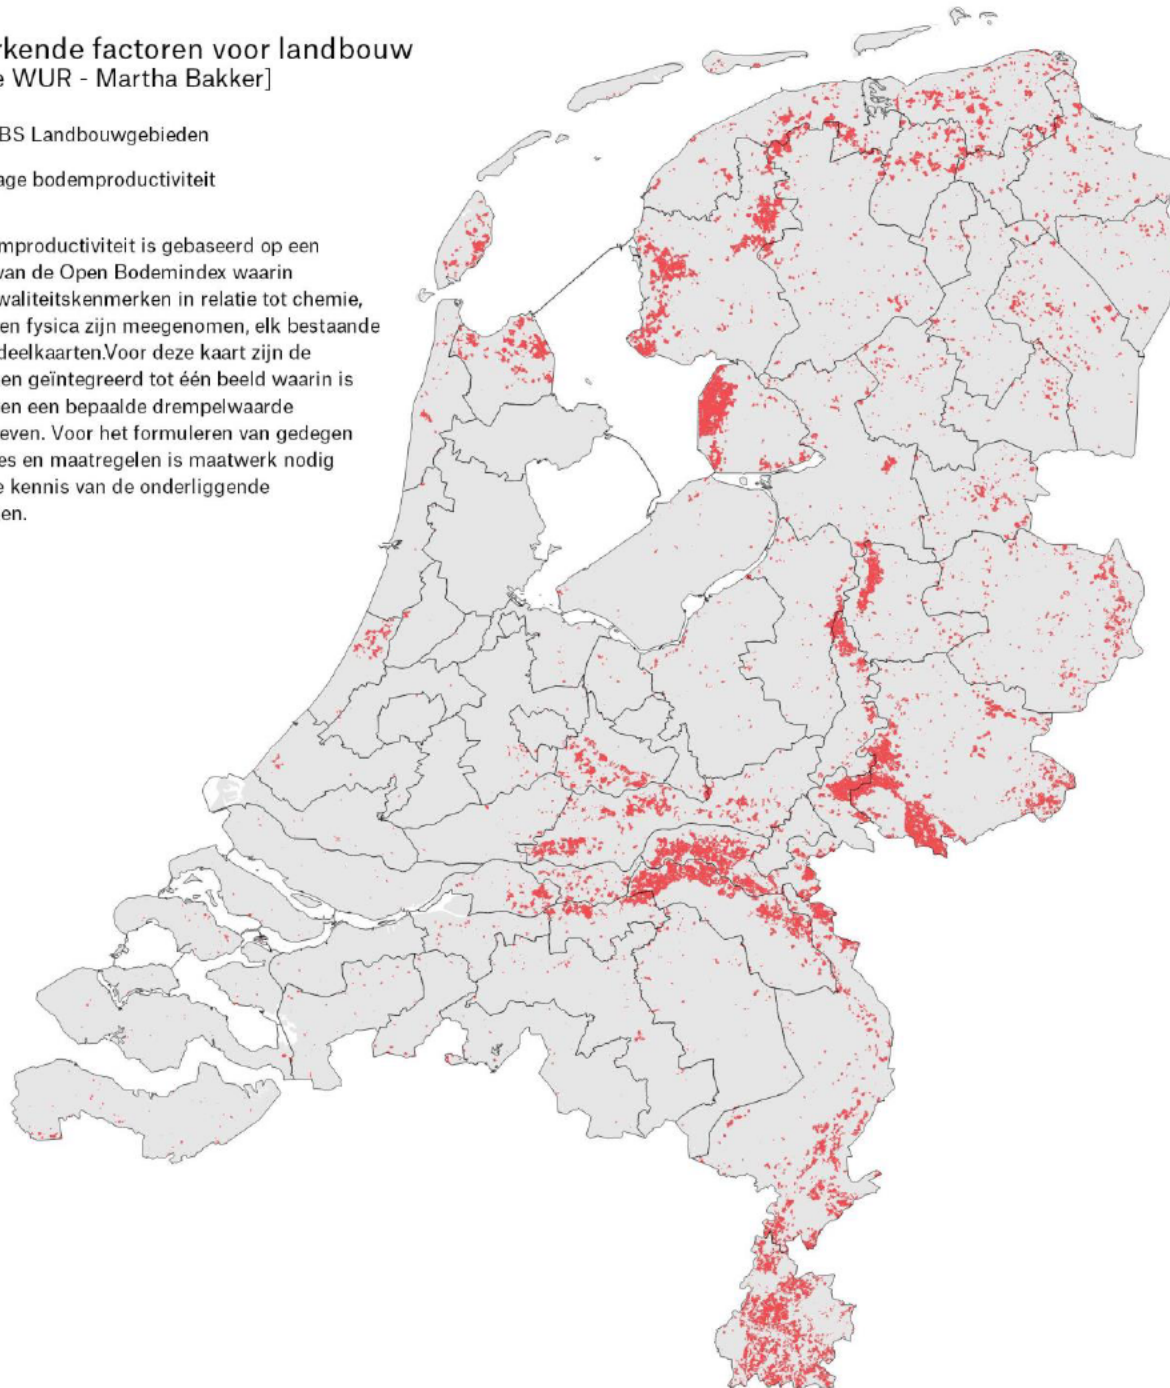 rkende factoren voor landbouw
e WUR - Martha Bakker]
BS Landbouwgebieden
age bodemproductiviteit
mproductiviteit is gebaseerd op een
van de Open Bodemindex waarin
waliteitskenmerken in relatie tot chemie,
en fysica zijn meegenomen, elk bestaande
deelkaarten.Voor deze kaart zijn de
en geïntegreerd tot één beeld waarin is
en een bepaalde drempelwaarde
even. Voor het formuleren van gedegen
es en maatregelen is maatwerk nodig
e kennis van de onderliggende
en.